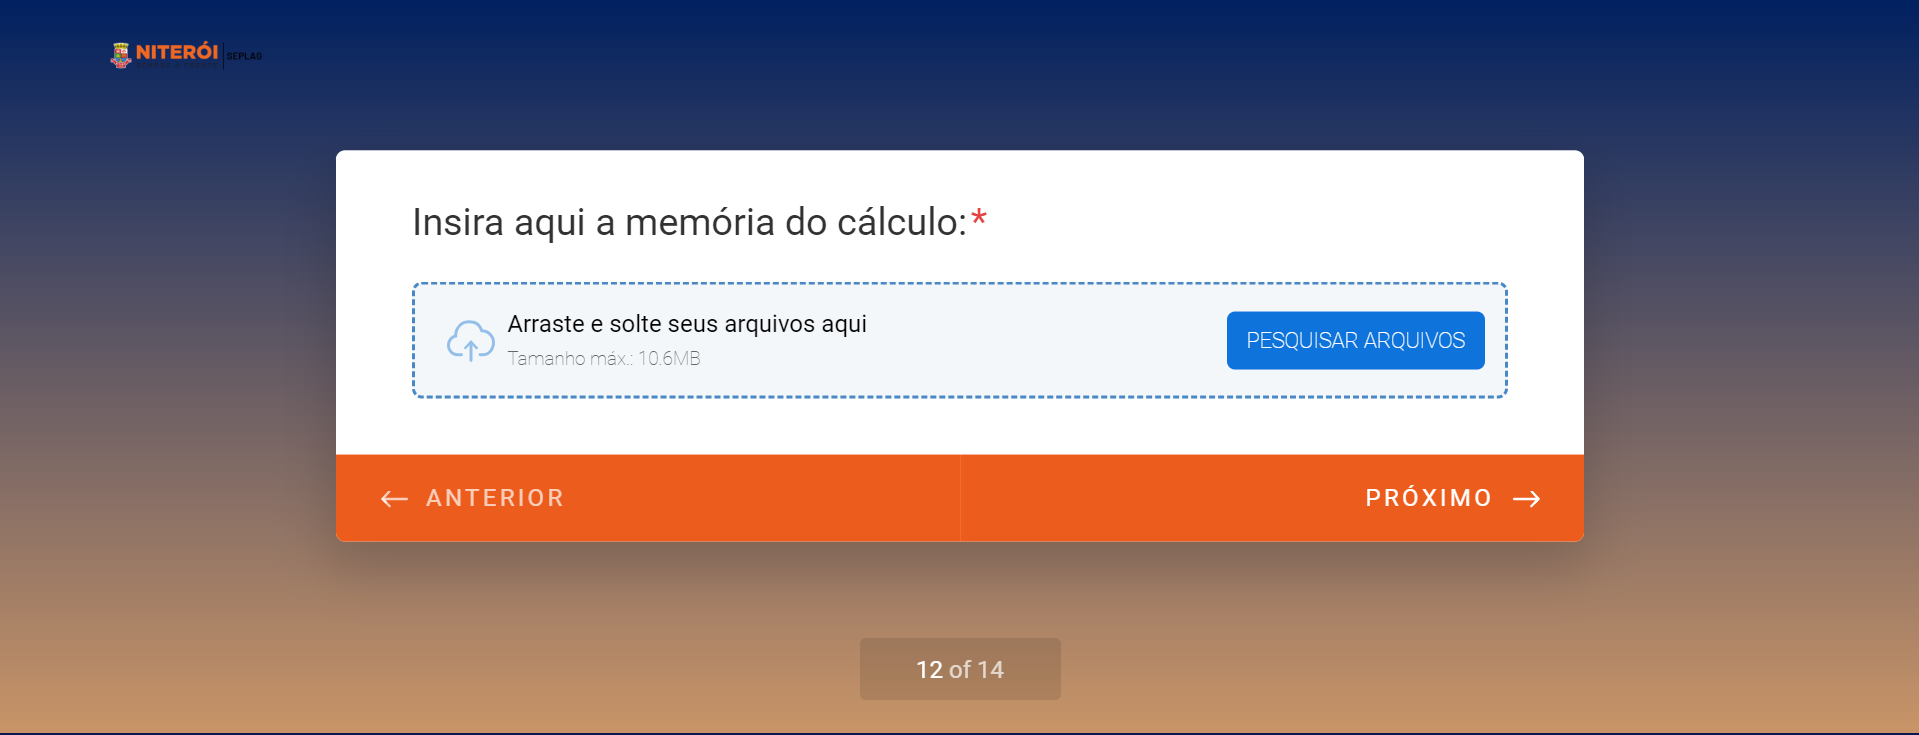 NITERÓI SEPLAG
Insira aqui a memória do cálculo:*
Arraste e solte seus arquivos aqui
Tamanho máx.: 10.6MB
PESQUISAR ARQUIVOS
← ANTERIOR
PRÓXIMO →
12 of 14